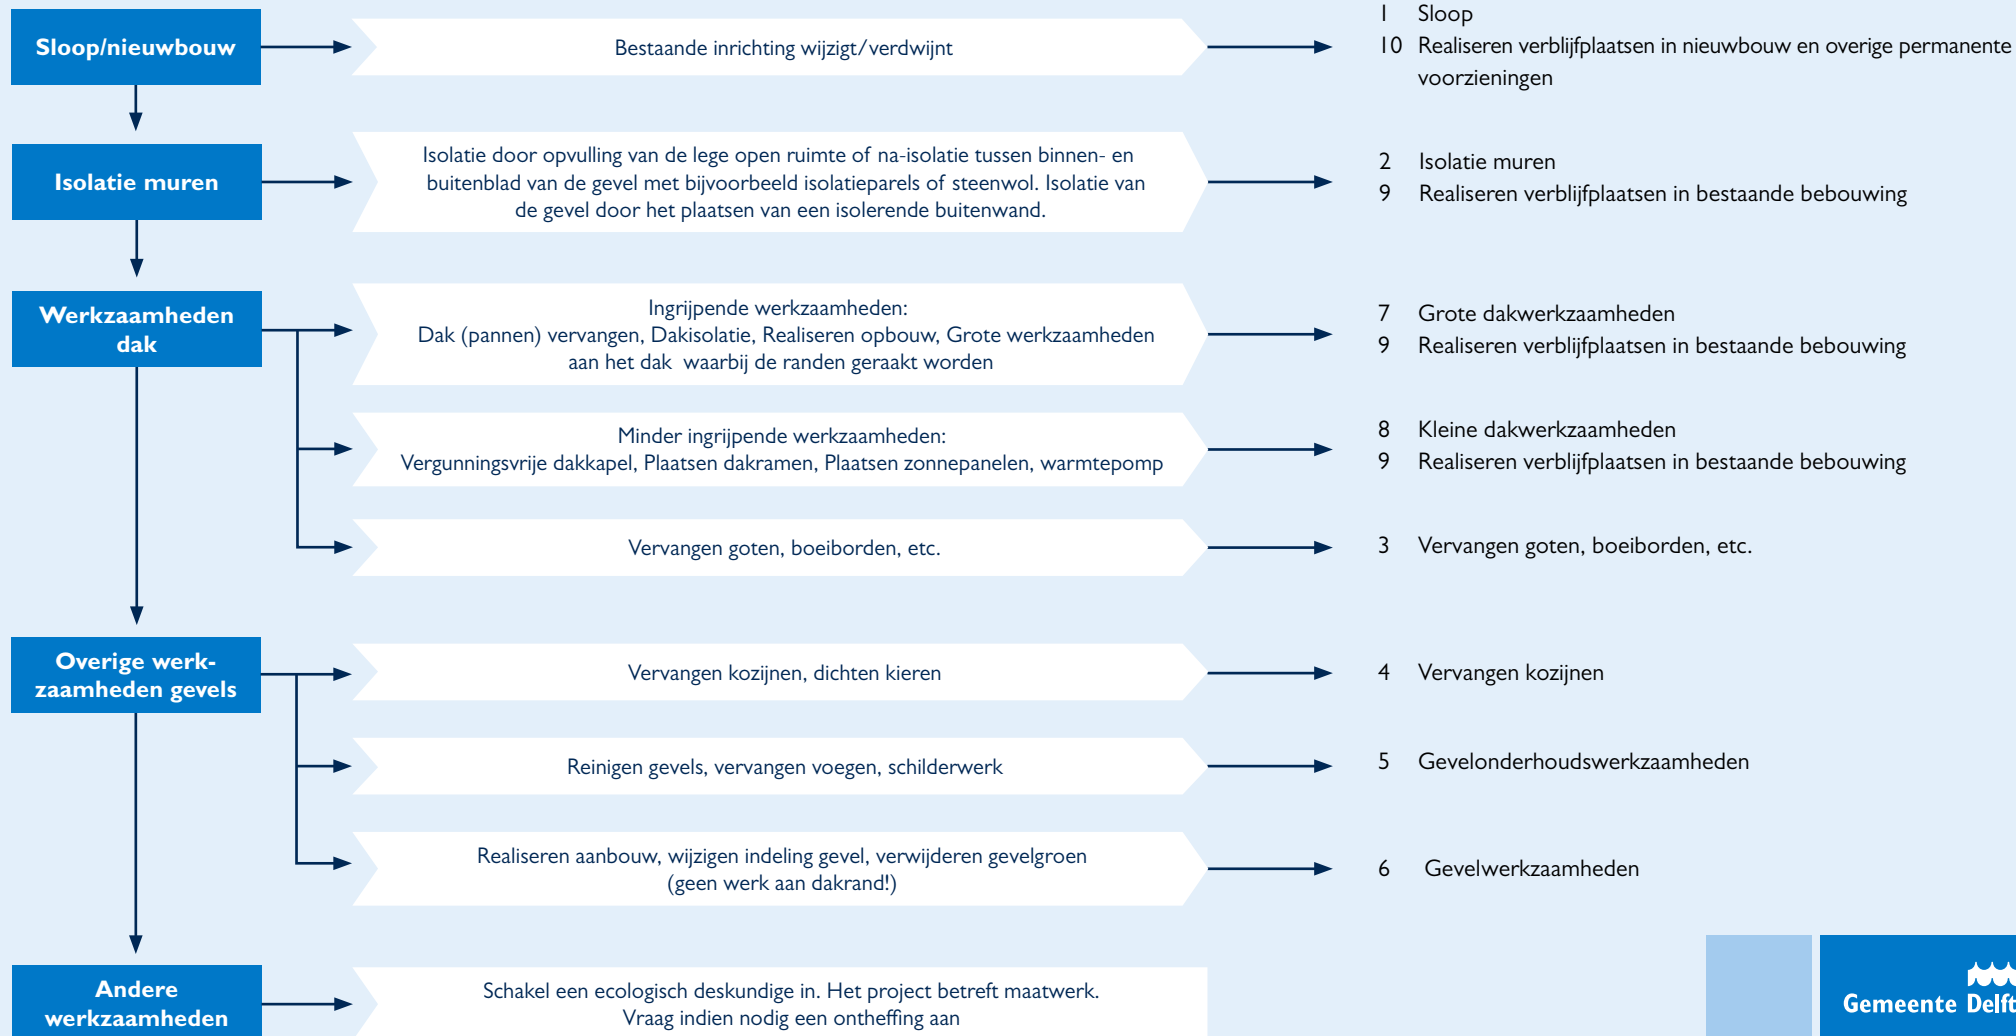 Sloop/nieuwbouw
Bestaande inrichting wijzigt/verdwijnt
1 Sloop
10 Realiseren verblijfplaatsen in nieuwbouw en overige permanente
voorzieningen
Isolatie muren
Isolatie door opvulling van de lege open ruimte of na-isolatie tussen binnen- en
buitenblad van de gevel met bijvoorbeeld isolatieparels of steenwol. Isolatie van
de gevel door het plaatsen van een isolerende buitenwand.
2 Isolatie muren
9 Realiseren verblijfplaatsen in bestaande bebouwing
Werkzaamheden
dak
Ingrijpende werkzaamheden:
Dak (pannen) vervangen, Dakisolatie, Realiseren opbouw, Grote werkzaamheden
aan het dak waarbij de randen geraakt worden
7 Grote dakwerkzaamheden
9 Realiseren verblijfplaatsen in bestaande bebouwing
Minder ingrijpende werkzaamheden:
Vergunningsvrije dakkapel, Plaatsen dakramen, Plaatsen zonnepanelen, warmtepomp
8 Kleine dakwerkzaamheden
9 Realiseren verblijfplaatsen in bestaande bebouwing
Vervangen goten, boeiborden, etc.
3 Vervangen goten, boeiborden, etc.
Overige werk-
zaamheden gevels
Vervangen kozijnen, dichten kieren
4 Vervangen kozijnen
Reinigen gevels, vervangen voegen, schilderwerk
5 Gevelonderhoudswerkzaamheden
Realiseren aanbouw, wijzigen indeling gevel, verwijderen gevelgroen
(geen werk aan dakrand!)
6 Gevelwerkzaamheden
Andere
werkzaamheden
Schakel een ecologisch deskundige in. Het project betreft maatwerk.
Vraag indien nodig een ontheffing aan
Gemeente Delft